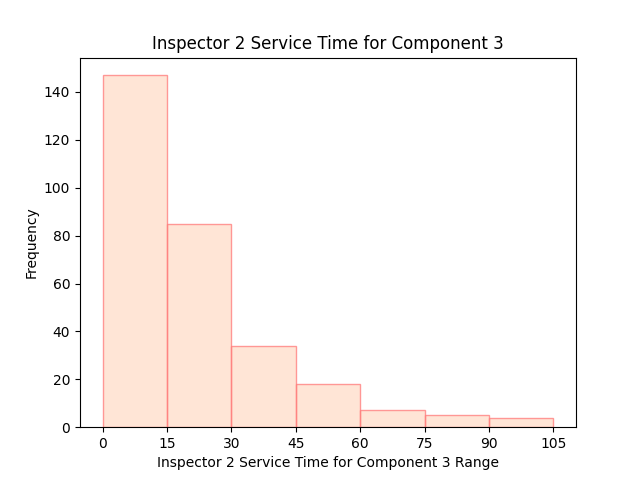 Inspector 2 Service Time for Component 3
140
120
100
80
60
40
20
0
Frequency
0 15 30 45 60 75 90 105
Inspector 2 Service Time for Component 3 Range